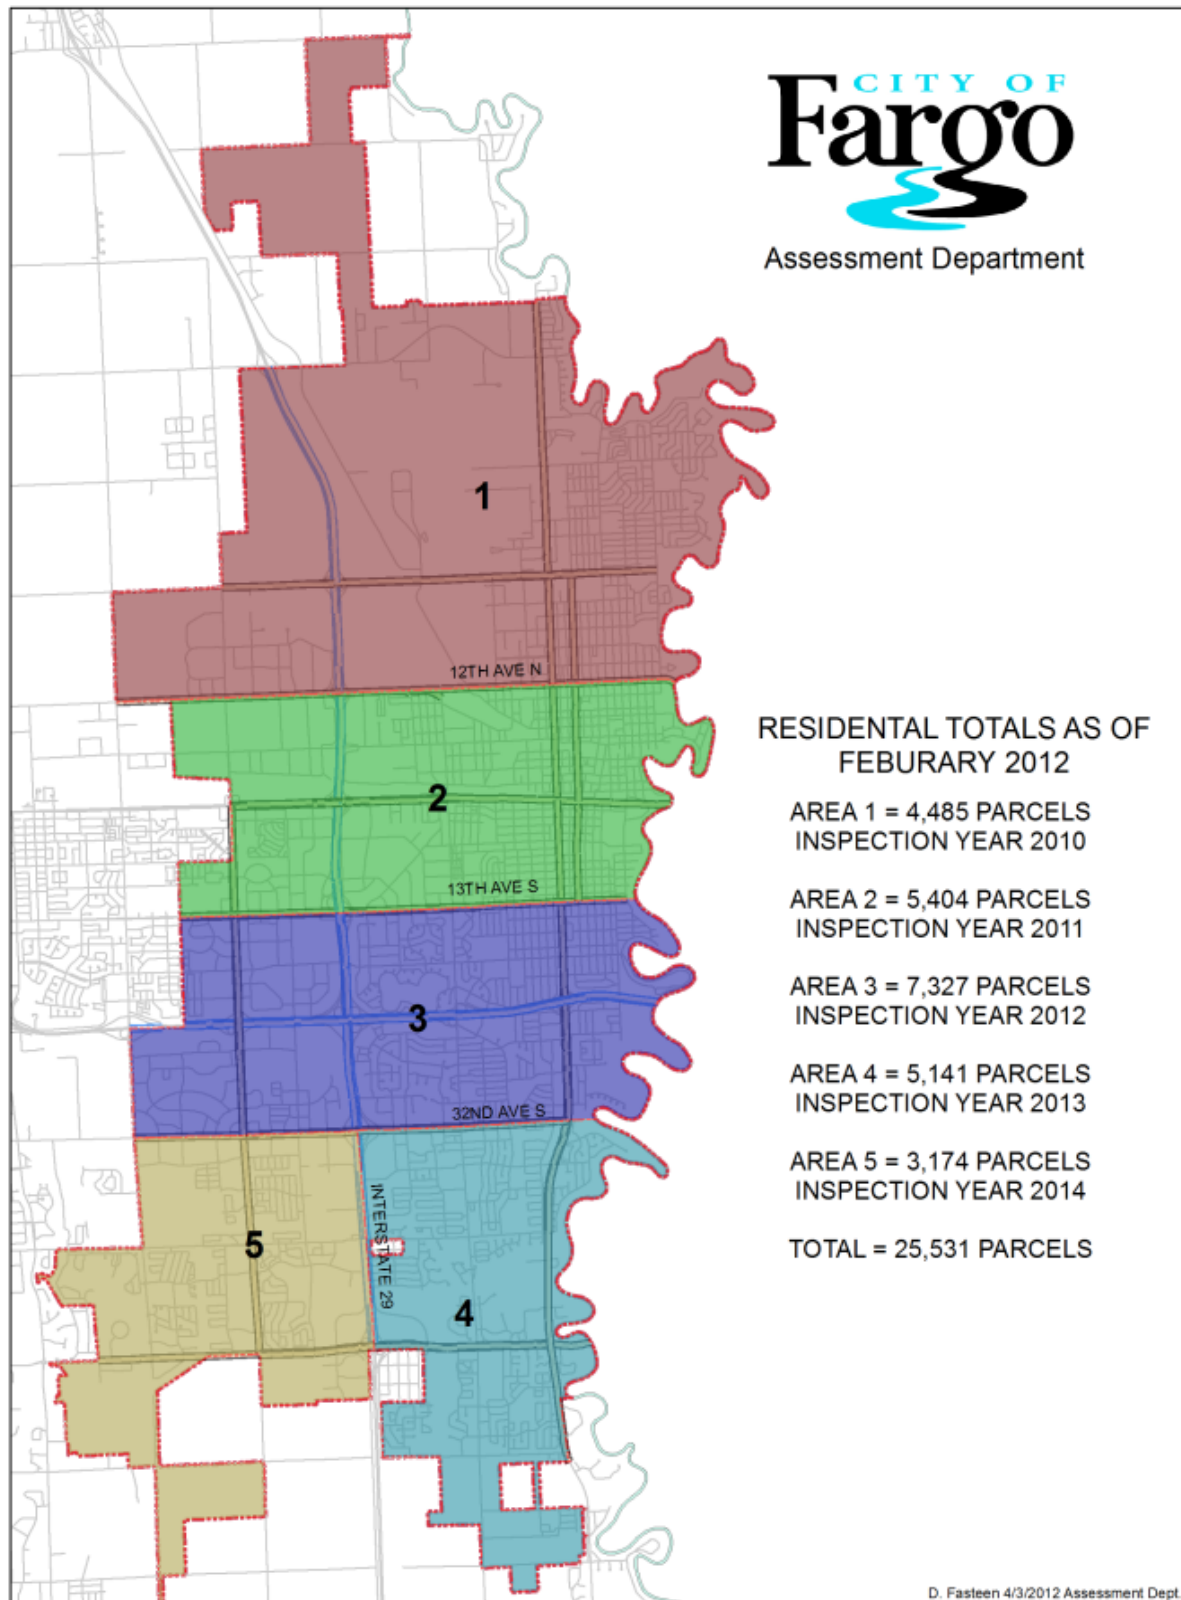 CITY OF
Fargo
Assessment Department
1
12TH AVE N
RESIDENTAL TOTALS AS OF
FEBURARY 2012
2
AREA 1 = 4,485 PARCELS
INSPECTION YEAR 2010
13TH AVE S
AREA 2 = 5,404 PARCELS
INSPECTION YEAR 2011
3
AREA 3 = 7,327 PARCELS
INSPECTION YEAR 2012
32ND AVE S
AREA 4 = 5,141 PARCELS
INSPECTION YEAR 2013
AREA 5 = 3,174 PARCELS
INSPECTION YEAR 2014
5
INTERSTATE 29
TOTAL = 25,531 PARCELS
4
D. Fasteen 4/3/2012 Assessment Dept.